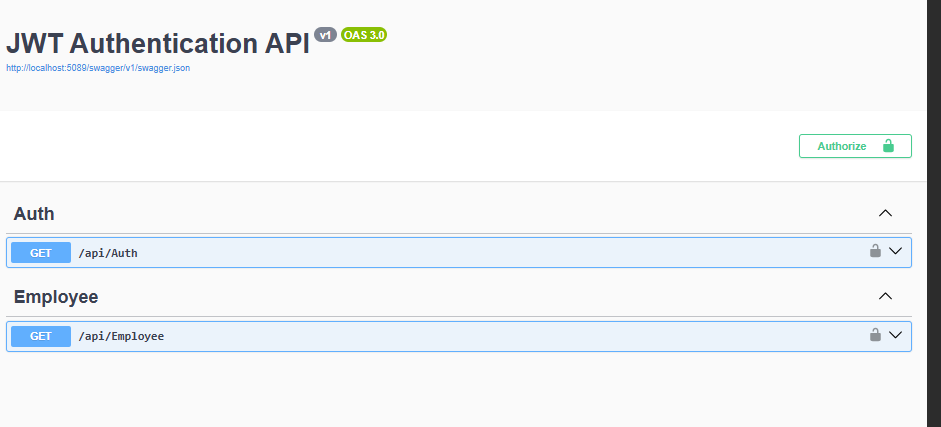 JWT Authentication API v1 OAS 3.0
http://localhost:5089/swagger/v1/swagger.json
Authorize
Auth
GET /api/Auth
Employee
GET /api/Employee